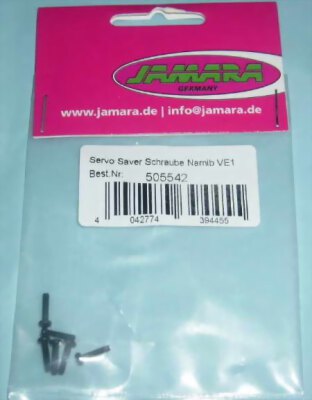 JAMARA
GERMANY
www.jamara.de | info@jamara.de
Servo Saver Schraube Namib VE1
Best.Nr: 505542
4 042774 394455